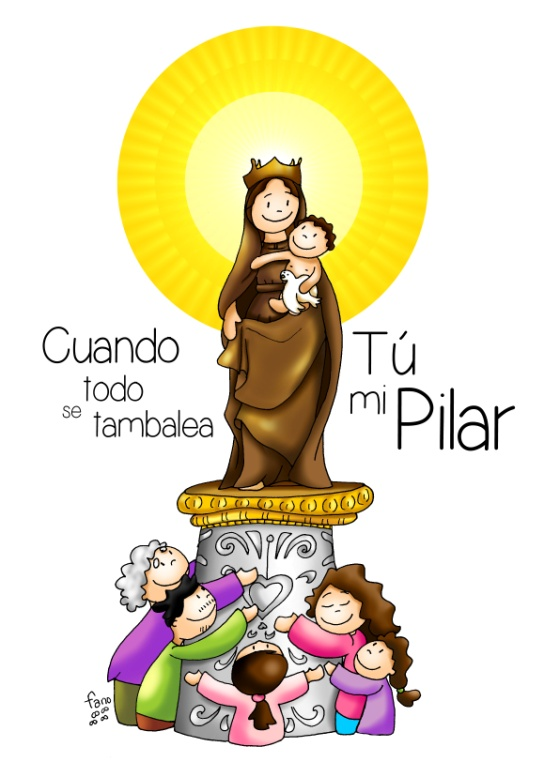 Cuando
todo
se tambalea
Tú
mi Pilar
fano